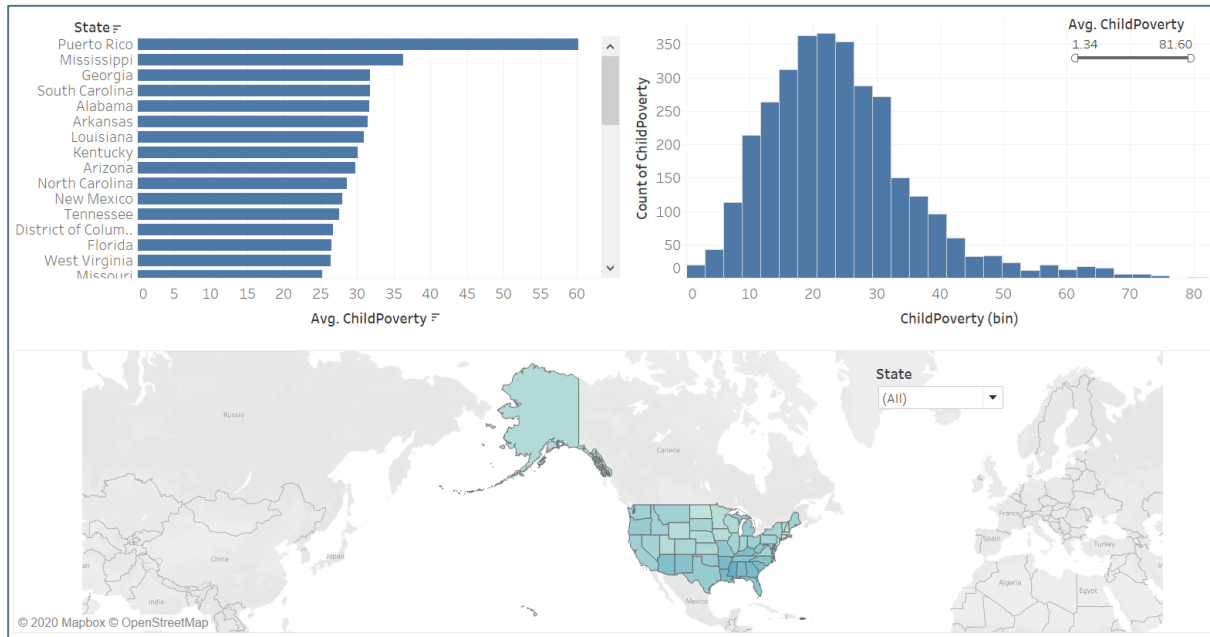 State
Puerto Rico
Mississippi
Georgia
South Carolina
Alabama
Arkansas
Louisiana
Kentucky
Arizona
North Carolina
New Mexico
Tennessee
District of Colum..
Florida
West Virginia
Missouri
0 5 10 15 20 25 30 35 40 45 50 55 60
Avg. ChildPoverty
Avg. ChildPoverty
1.34 81.60
350
300
250
200
150
100
50
0
Count of ChildPoverty
0 10 20 30 40 50 60 70 80
ChildPoverty (bin)
State
(All)
Russia
Canada
China
Japan
India
Mexico
France
Spain
Turkey
Algeria
Egypt
© 2020 Mapbox © OpenStreetMap